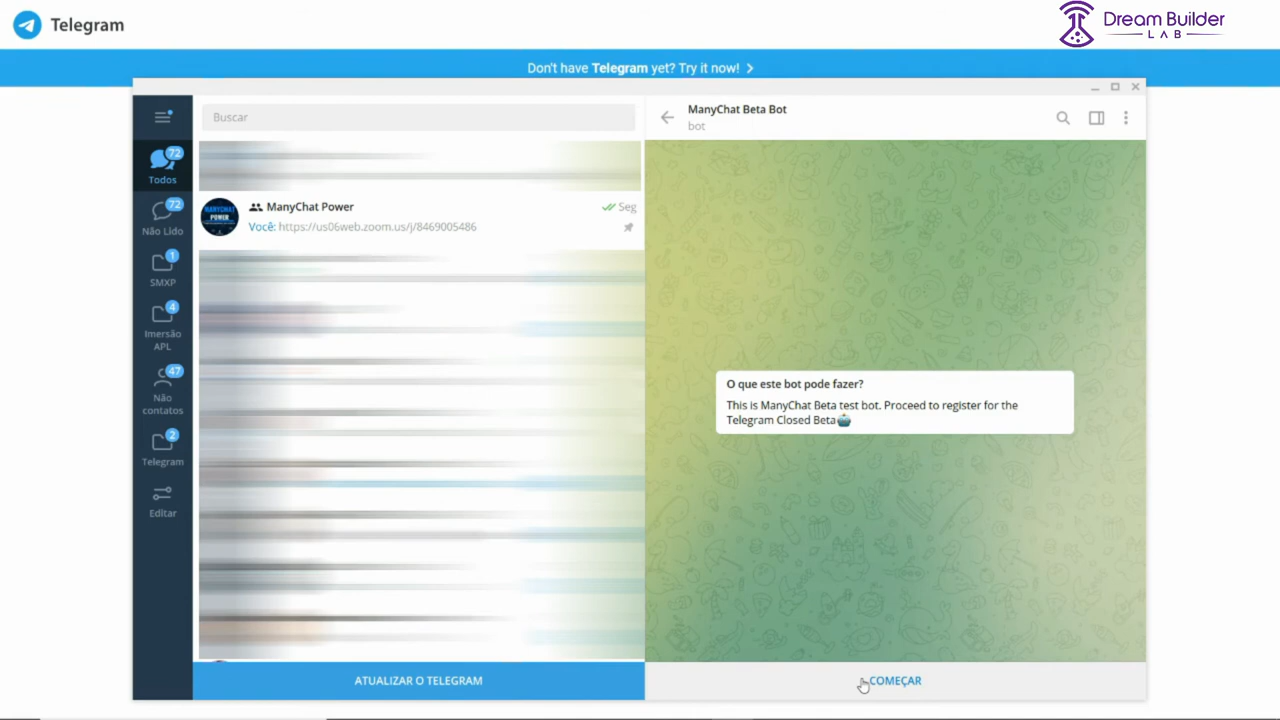 Telegram
Dream Builder
LAB
Don't have Telegram yet? Try it now!
Buscar
ManyChat Beta Bot
bot
72
Todos
ManyChat Power
Seg
Você: https://us06web.zoom.us/j/8469005486
72
Não Lido
1
SMXP
4
Imersão
APL
47
Não
contatos
2
Telegram
Editar
O que este bot pode fazer?
This is ManyChat Beta test bot. Proceed to register for the
Telegram Closed Beta
ATUALIZAR O TELEGRAM
COMEÇAR
MANYCHAT
POWER